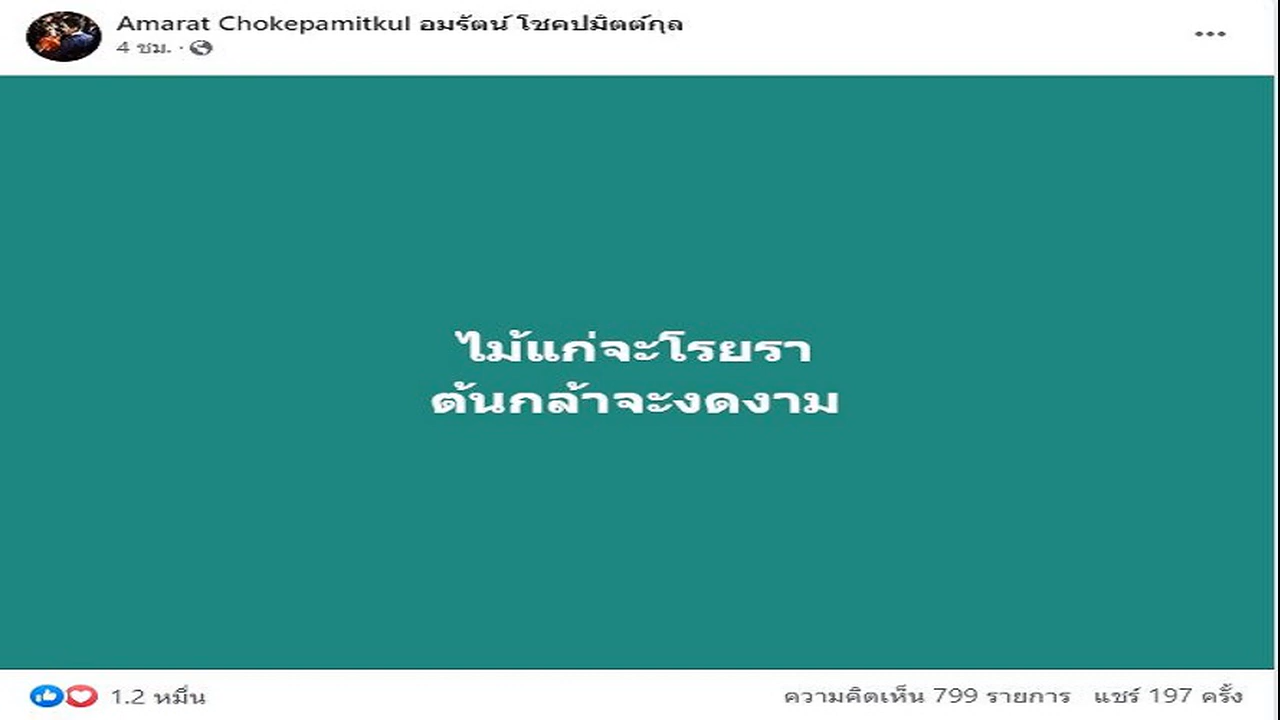 Amarat Chokepamitkul อมรัตน์ โชคปมิตต์กุล
4 ชม. ·
ไม้แก่จะโรยรา
ต้นกล้าจะงดงาม
1.2 หมื่น
ความคิดเห็น 799 รายการ แชร์ 197 ครั้ง